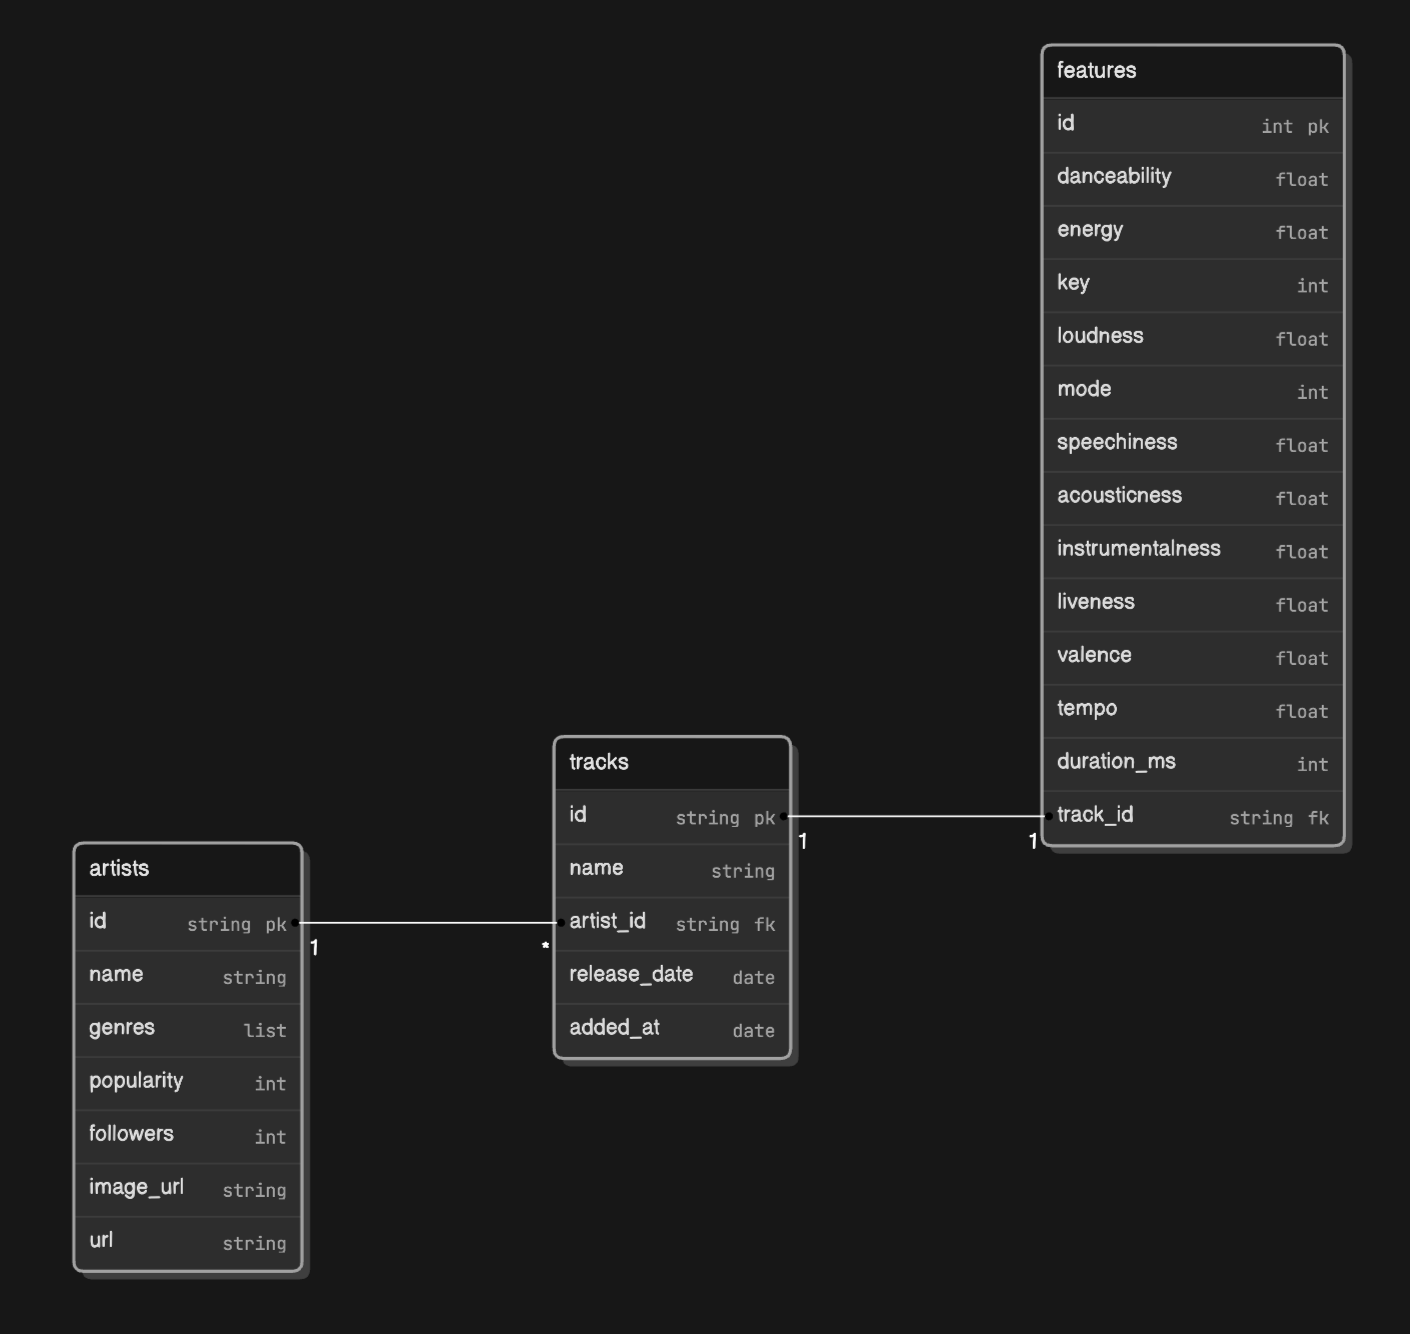 features
id int pk
danceability float
energy float
key int
loudness float
mode int
speechiness float
acousticness float
instrumentalness float
liveness float
valence float
tempo float
duration_ms int
track_id string fk
tracks
id string pk
name string
artist_id string fk
release_date date
added_at date
1
1
artists
id string pk
name string
genres list
popularity int
followers int
image_url string
url string
1
*